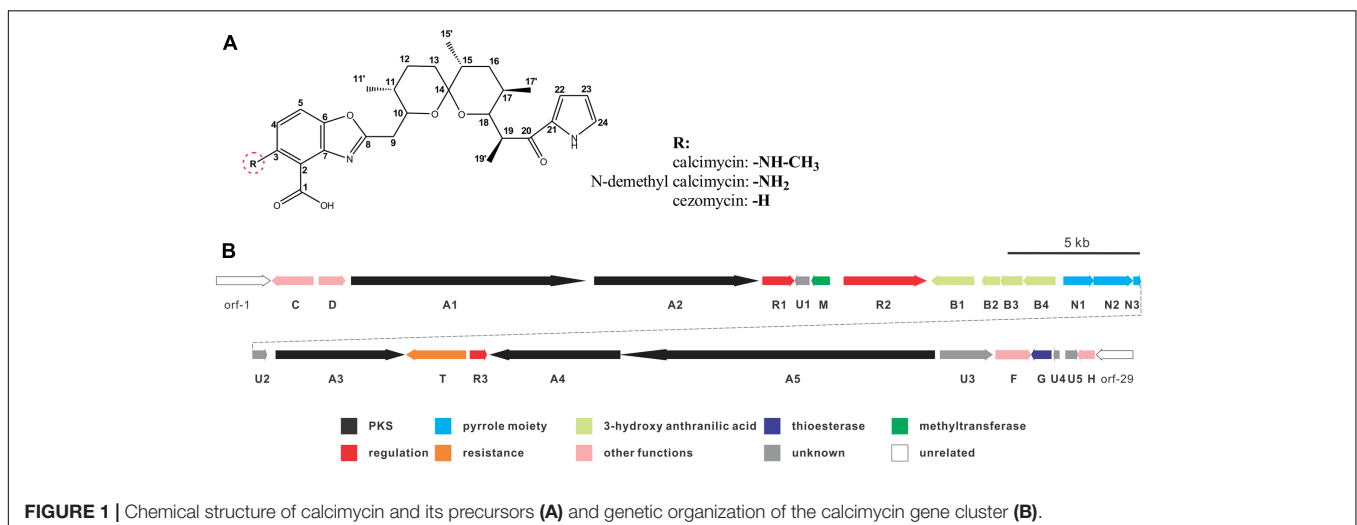 A
15'
12
13
15
16
11'
11
17'
14
17
22
23
5
10
18
24
4
6
O
O
O
19
20
21
8
9
3
7
N
19'
O
NH
R
2
1
O
OH
R:
calcimycin: -NH-CH₃
N-demethyl calcimycin: -NH₂
cezomycin: -H
B
5 kb
orf-1 C D A1 A2 R1 U1 M R2 B1 B2 B3 B4 N1 N2 N3
U2 A3 T R3 A4 A5 U3 F G U4 U5 H orf-29
PKS pyrrole moiety 3-hydroxy anthranilic acid thioesterase methyltransferase
regulation resistance other functions unknown unrelated
FIGURE 1 | Chemical structure of calcimycin and its precursors (A) and genetic organization of the calcimycin gene cluster (B).